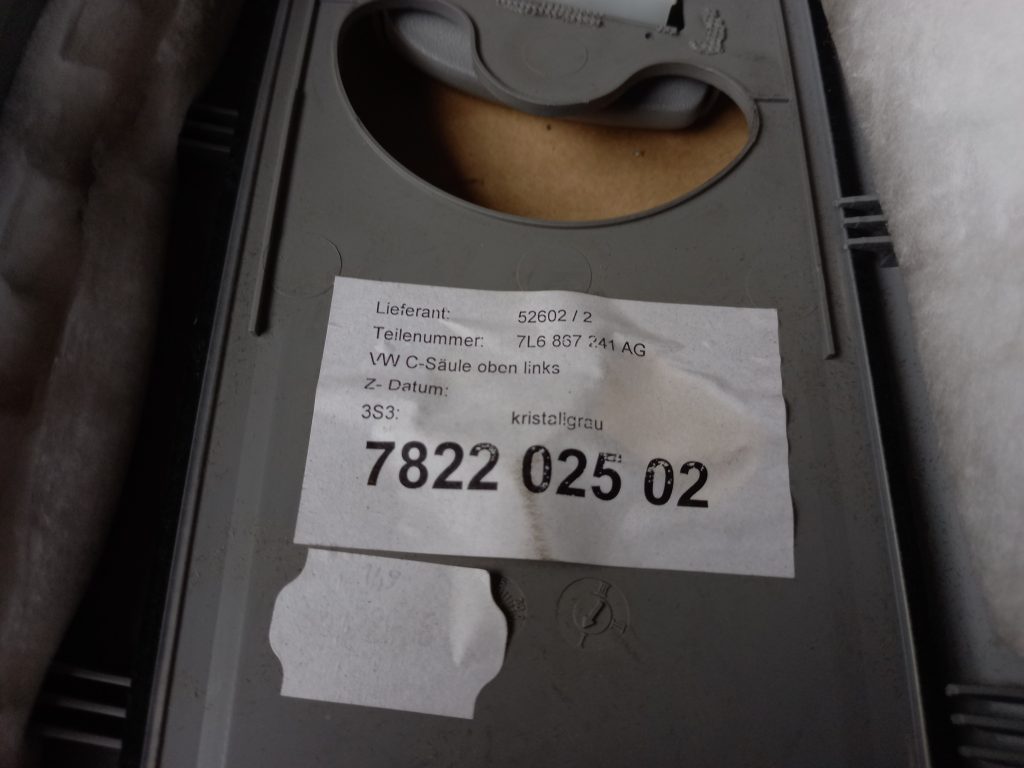 Lieferant: 52602 / 2
Teilenummer: 7L6 867 241 AG
VW C-Säule oben links
Z- Datum:
3S3: kristallgrau
7822 025 02